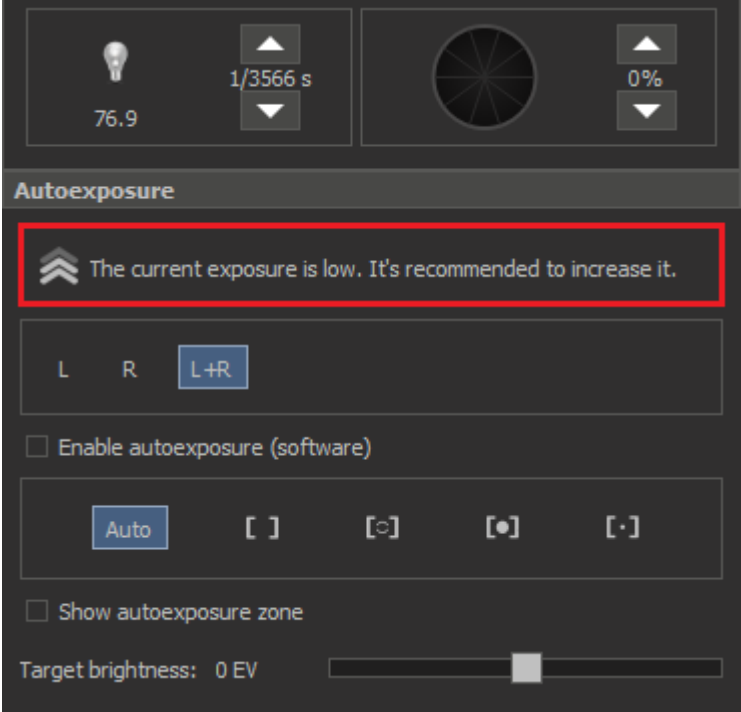 1/3566 s
0%
76.9
Autoexposure
The current exposure is low. It's recommended to increase it.
L R L+R
Enable autoexposure (software)
Auto
Show autoexposure zone
Target brightness: 0 EV